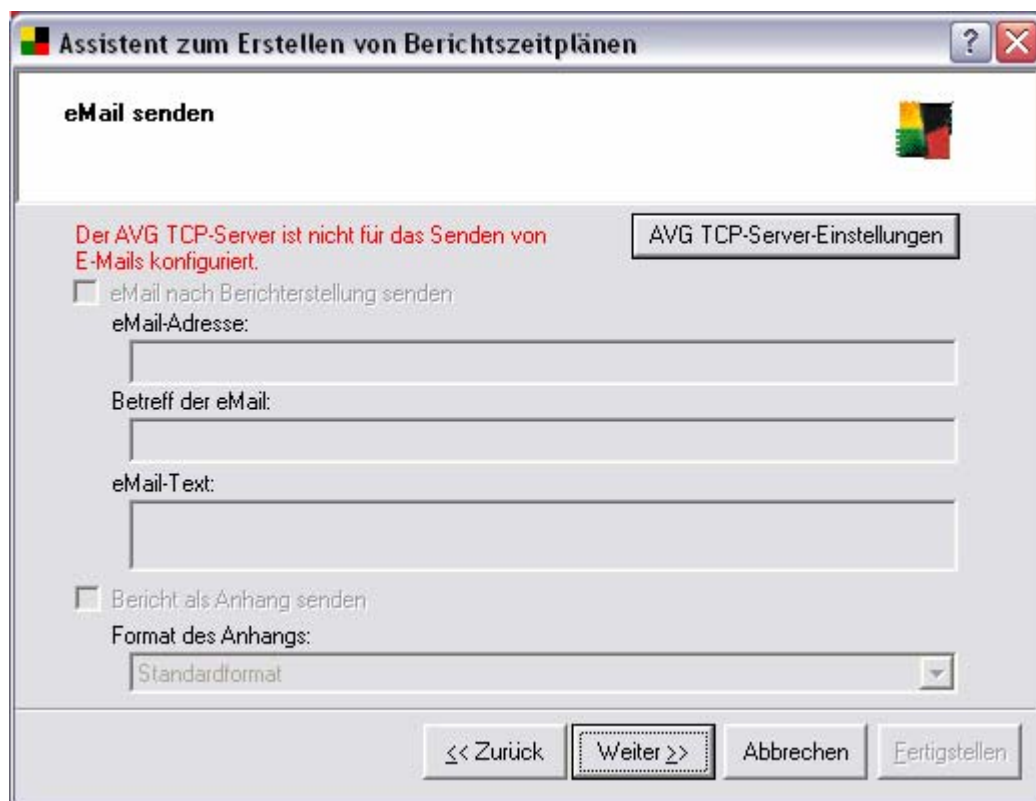 Assistent zum Erstellen von Berichtszeitplänen
?
eMail senden
Der AVG TCP-Server ist nicht für das Senden von
E-Mails konfiguriert.
AVG TCP-Server-Einstellungen
eMail nach Berichterstellung senden
eMail-Adresse:
Betreff der eMail:
eMail-Text:
Bericht als Anhang senden
Format des Anhangs:
Standardformat
<< Zurück
Weiter >>
Abbrechen
Fertigstellen